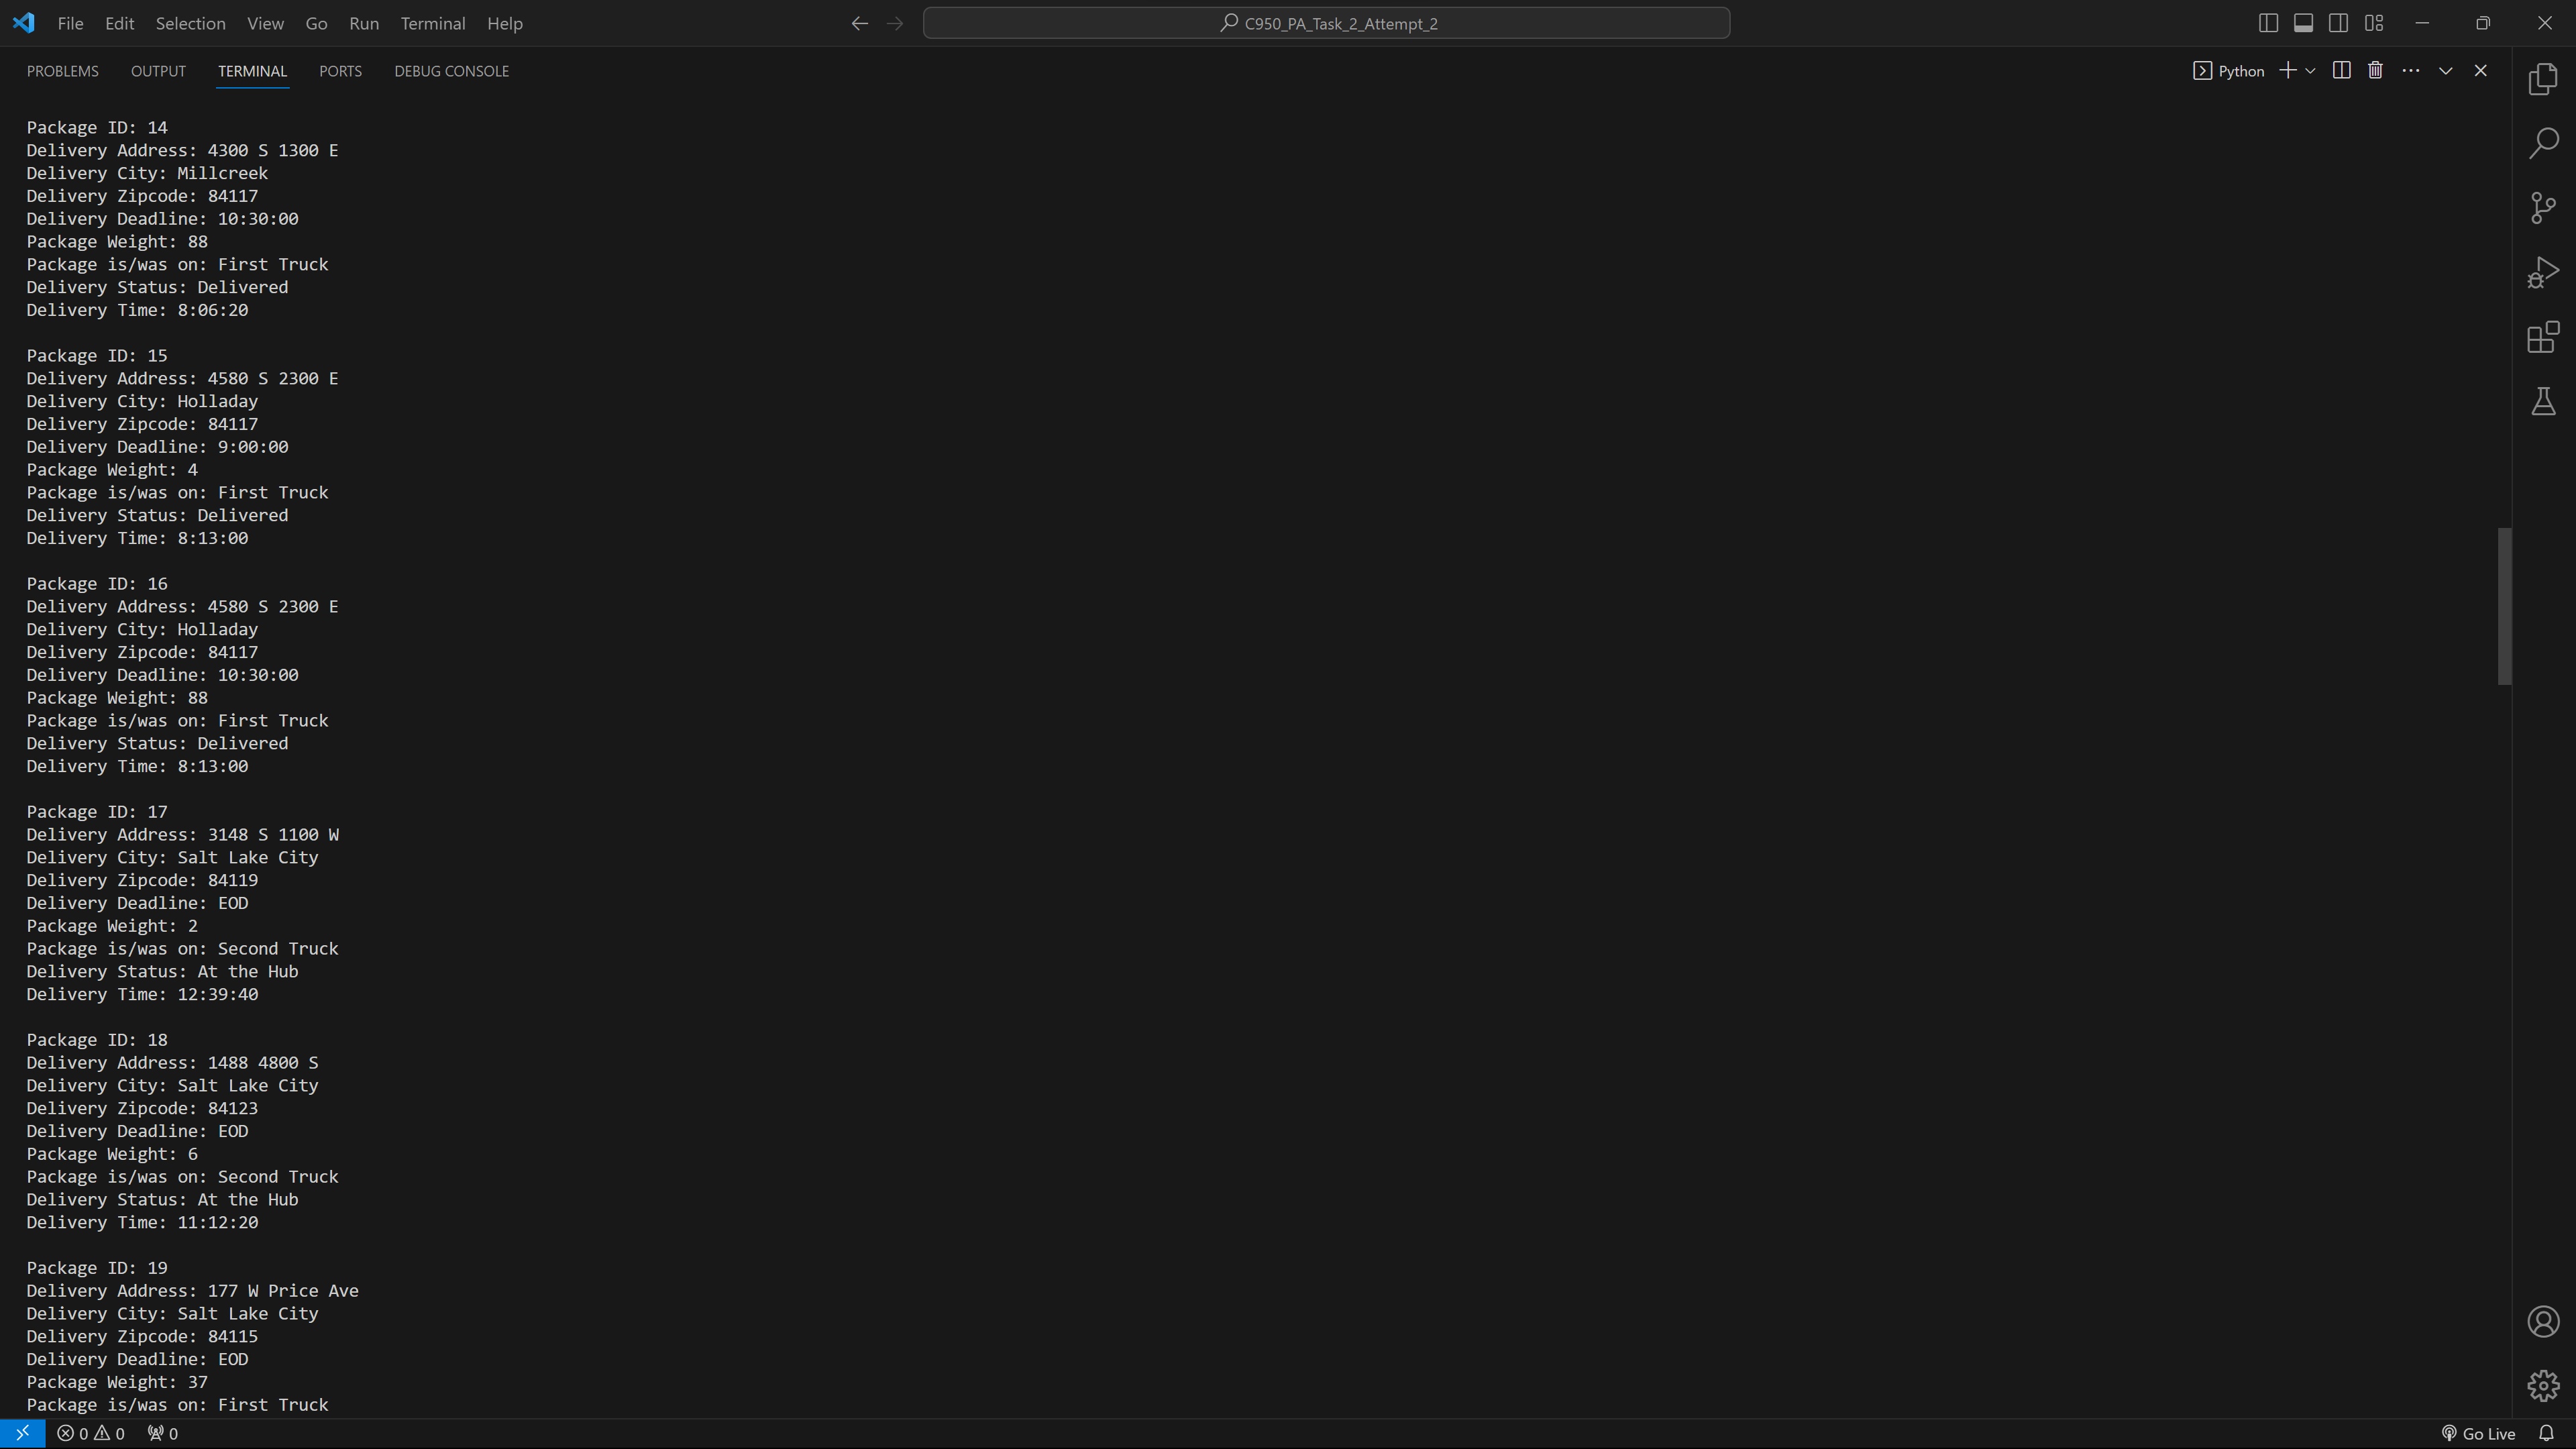 File Edit Selection View Go Run Terminal Help C950_PA_Task_2_Attempt_2
PROBLEMS OUTPUT TERMINAL PORTS DEBUG CONSOLE Python
Package ID: 14
Delivery Address: 4300 S 1300 E
Delivery City: Millcreek
Delivery Zipcode: 84117
Delivery Deadline: 10:30:00
Package Weight: 88
Package is/was on: First Truck
Delivery Status: Delivered
Delivery Time: 8:06:20
Package ID: 15
Delivery Address: 4580 S 2300 E
Delivery City: Holladay
Delivery Zipcode: 84117
Delivery Deadline: 9:00:00
Package Weight: 4
Package is/was on: First Truck
Delivery Status: Delivered
Delivery Time: 8:13:00
Package ID: 16
Delivery Address: 4580 S 2300 E
Delivery City: Holladay
Delivery Zipcode: 84117
Delivery Deadline: 10:30:00
Package Weight: 88
Package is/was on: First Truck
Delivery Status: Delivered
Delivery Time: 8:13:00
Package ID: 17
Delivery Address: 3148 S 1100 W
Delivery City: Salt Lake City
Delivery Zipcode: 84119
Delivery Deadline: EOD
Package Weight: 2
Package is/was on: Second Truck
Delivery Status: At the Hub
Delivery Time: 12:39:40
Package ID: 18
Delivery Address: 1488 4800 S
Delivery City: Salt Lake City
Delivery Zipcode: 84123
Delivery Deadline: EOD
Package Weight: 6
Package is/was on: Second Truck
Delivery Status: At the Hub
Delivery Time: 11:12:20
Package ID: 19
Delivery Address: 177 W Price Ave
Delivery City: Salt Lake City
Delivery Zipcode: 84115
Delivery Deadline: EOD
Package Weight: 37
Package is/was on: First Truck
0 0 0 Go Live